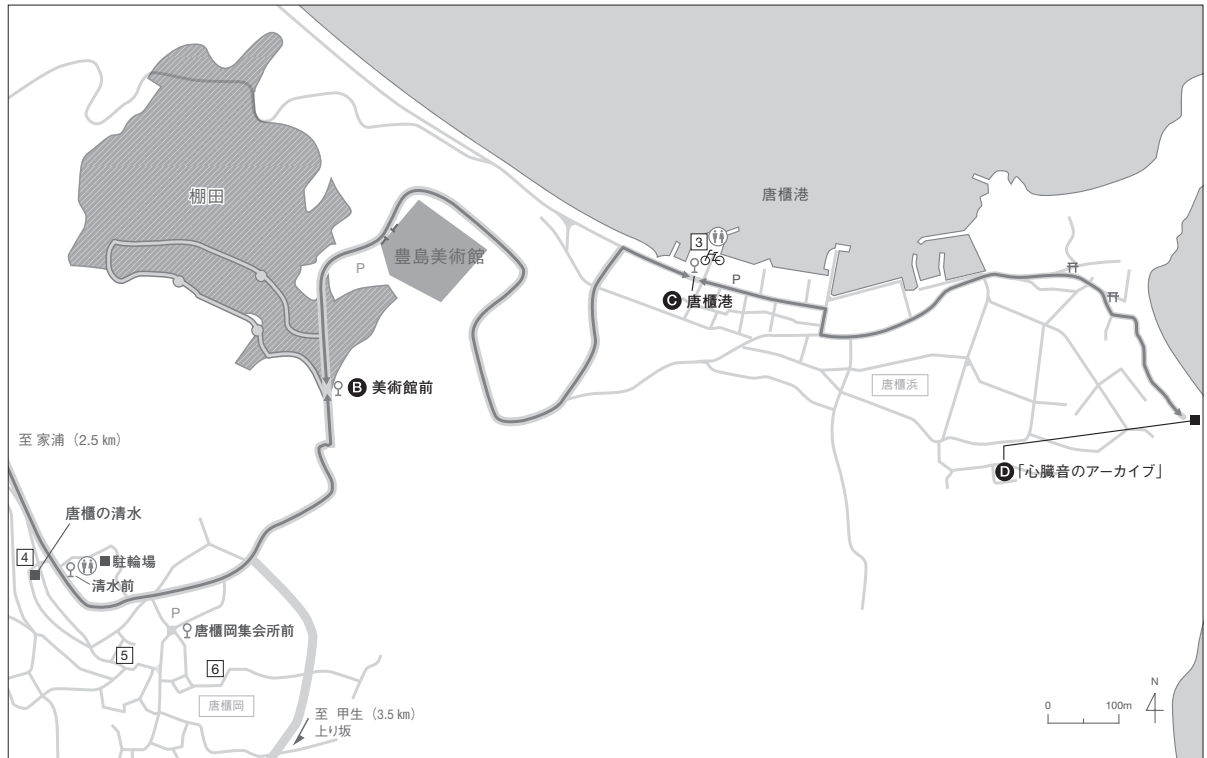 棚田
豊島美術館
P
唐櫃港
3
P
C 唐櫃港
唐櫃浜
B 美術館前
至 家浦（2.5 km）
D「心臓音のアーカイブ」
唐櫃の清水
4
駐輪場
清水前
P
唐櫃岡集会所前
5
6
唐櫃岡
至 甲生（3.5 km）
上り坂
N
0 100m